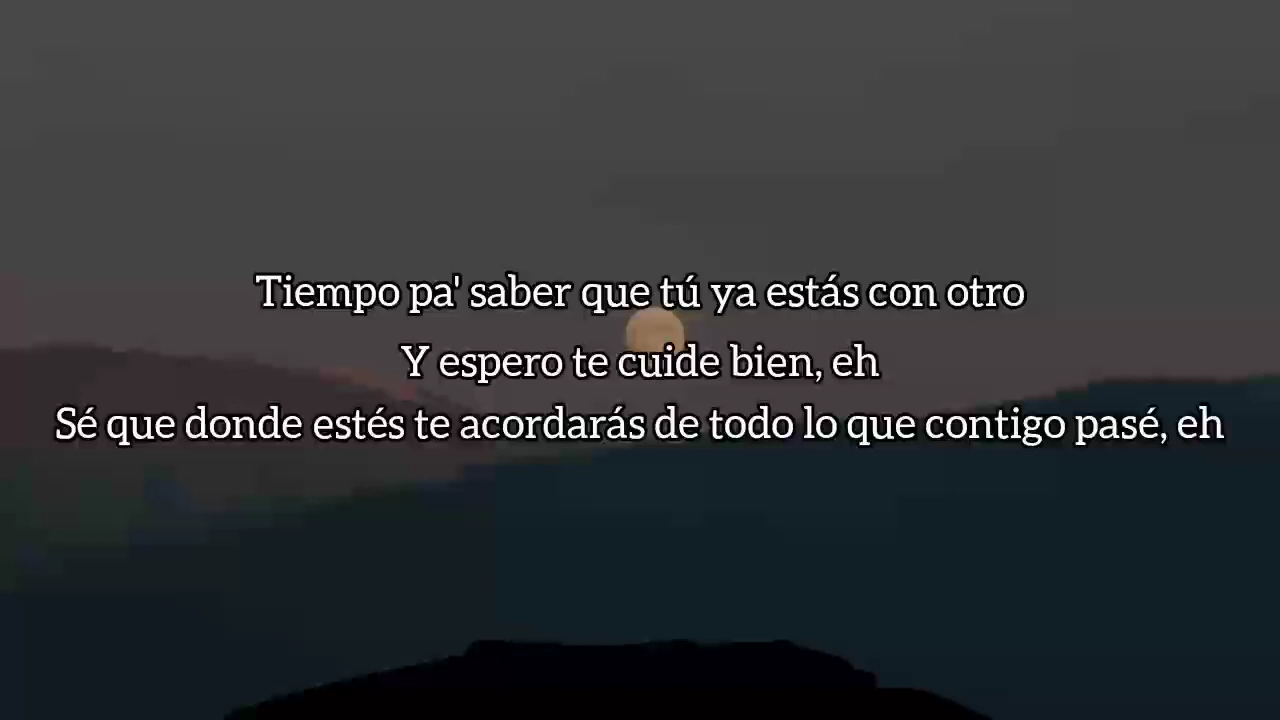 Tiempo pa' saber que tú ya estás con otro
Y espero te cuide bien, eh
Sé que donde estés te acordarás de todo lo que contigo pasé, eh